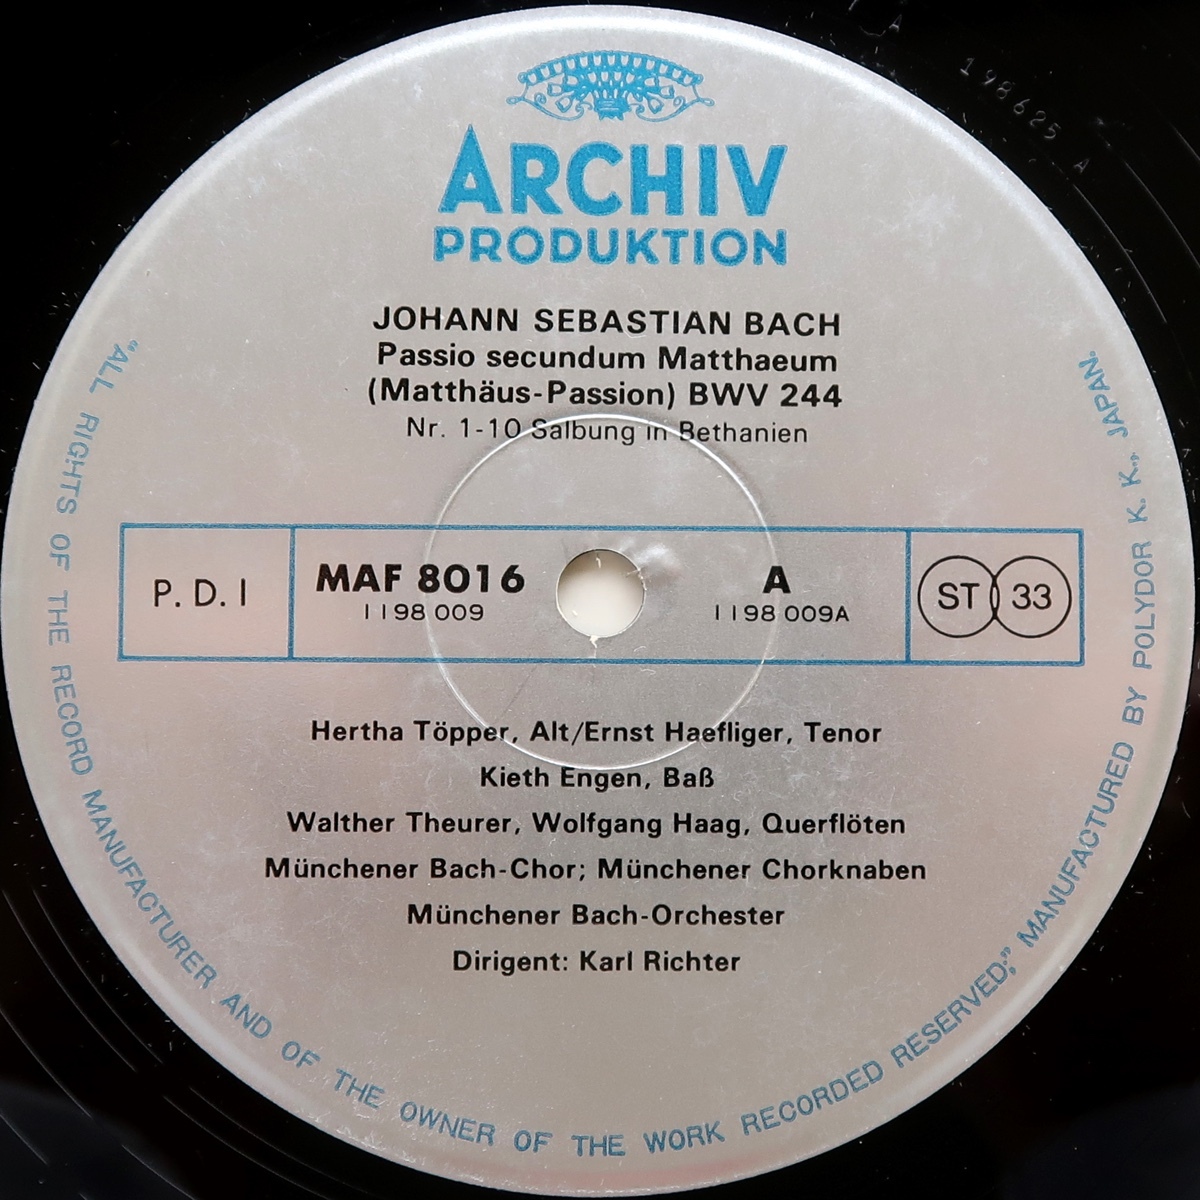 ARCHIV
PRODUKTION
JOHANN SEBASTIAN BACH
Passio secundum Matthaeum
(Matthäus-Passion) BWV 244
Nr. 1-10 Salbung in Bethanien
P. D. I
MAF 8016
1198 009
A
1198 009A
ST 33
Hertha Töpper, Alt/Ernst Haefliger, Tenor
Kieth Engen, Baß
Walther Theurer, Wolfgang Haag, Querflöten
Münchener Bach-Chor; Münchener Chorknaben
Münchener Bach-Orchester
Dirigent: Karl Richter
"ALL RIGHTS OF THE RECORD MANUFACTURER AND OF THE OWNER OF THE WORK RECORDED RESERVED;" MANUFACTURED BY POLYDOR K. K., JAPAN.
198625 A